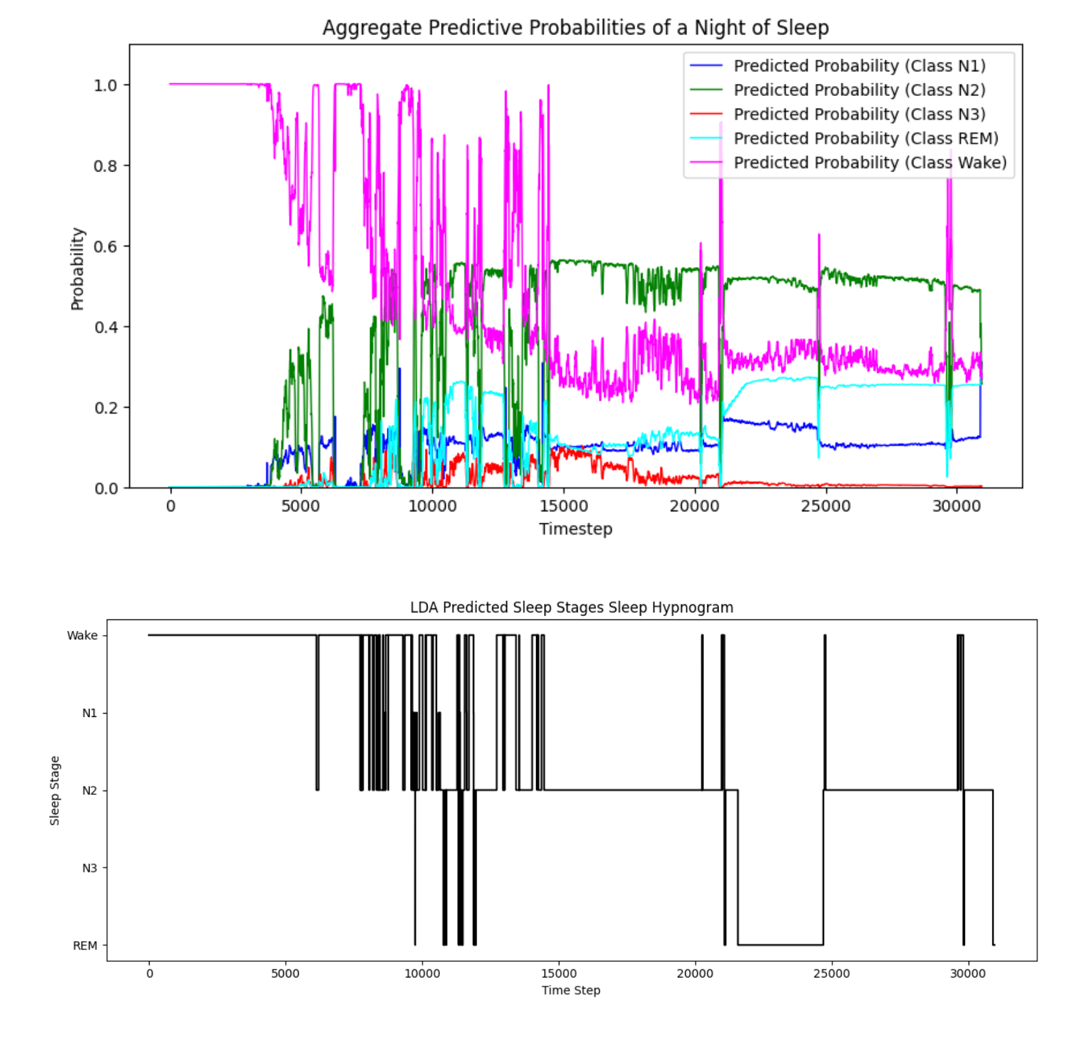 Aggregate Predictive Probabilities of a Night of Sleep
Predicted Probability (Class N1)
Predicted Probability (Class N2)
Predicted Probability (Class N3)
Predicted Probability (Class REM)
Predicted Probability (Class Wake)
1.0
0.8
0.6
0.4
0.2
0.0
Probability
0 5000 10000 15000 20000 25000 30000
Timestep
LDA Predicted Sleep Stages Sleep Hypnogram
Wake
N1
N2
N3
REM
Sleep Stage
0 5000 10000 15000 20000 25000 30000
Time Step